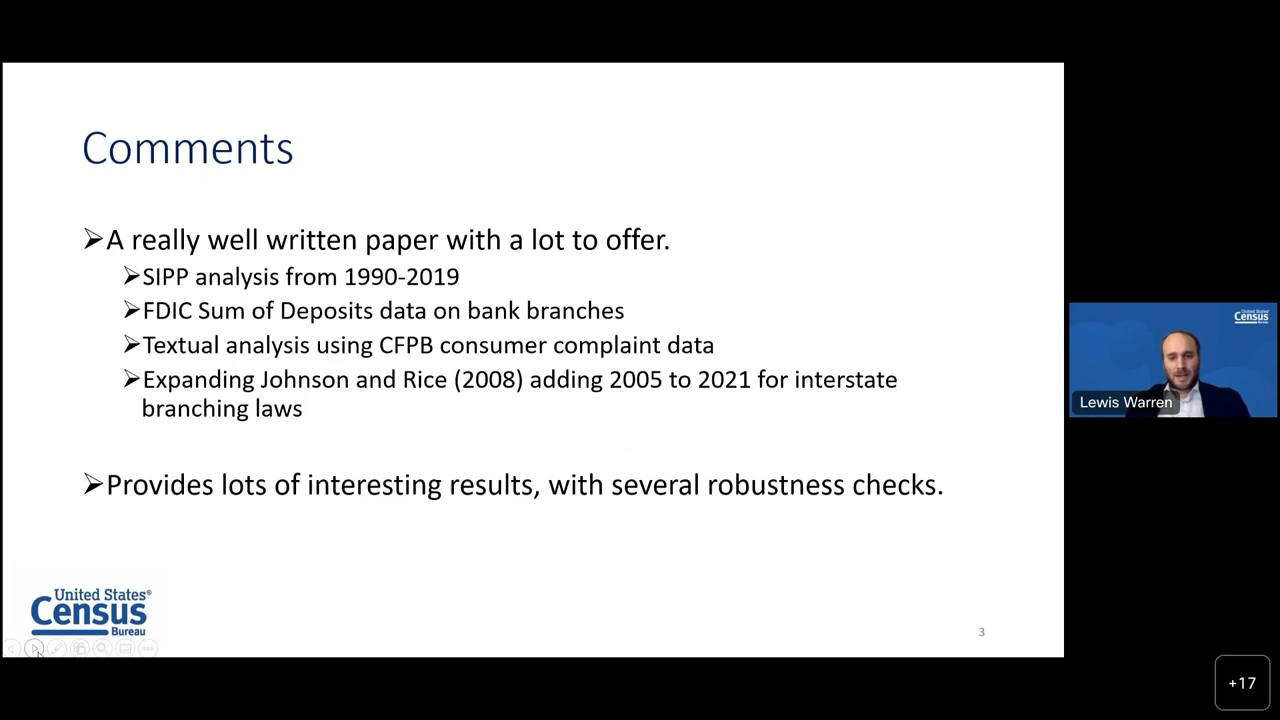 Comments
➢A really well written paper with a lot to offer.
➢SIPP analysis from 1990-2019
➢FDIC Sum of Deposits data on bank branches
➢Textual analysis using CFPB consumer complaint data
➢Expanding Johnson and Rice (2008) adding 2005 to 2021 for interstate
branching laws
➢Provides lots of interesting results, with several robustness checks.
United States®
Census
Bureau
3
United States®
Census
Bureau
Lewis Warren
+17